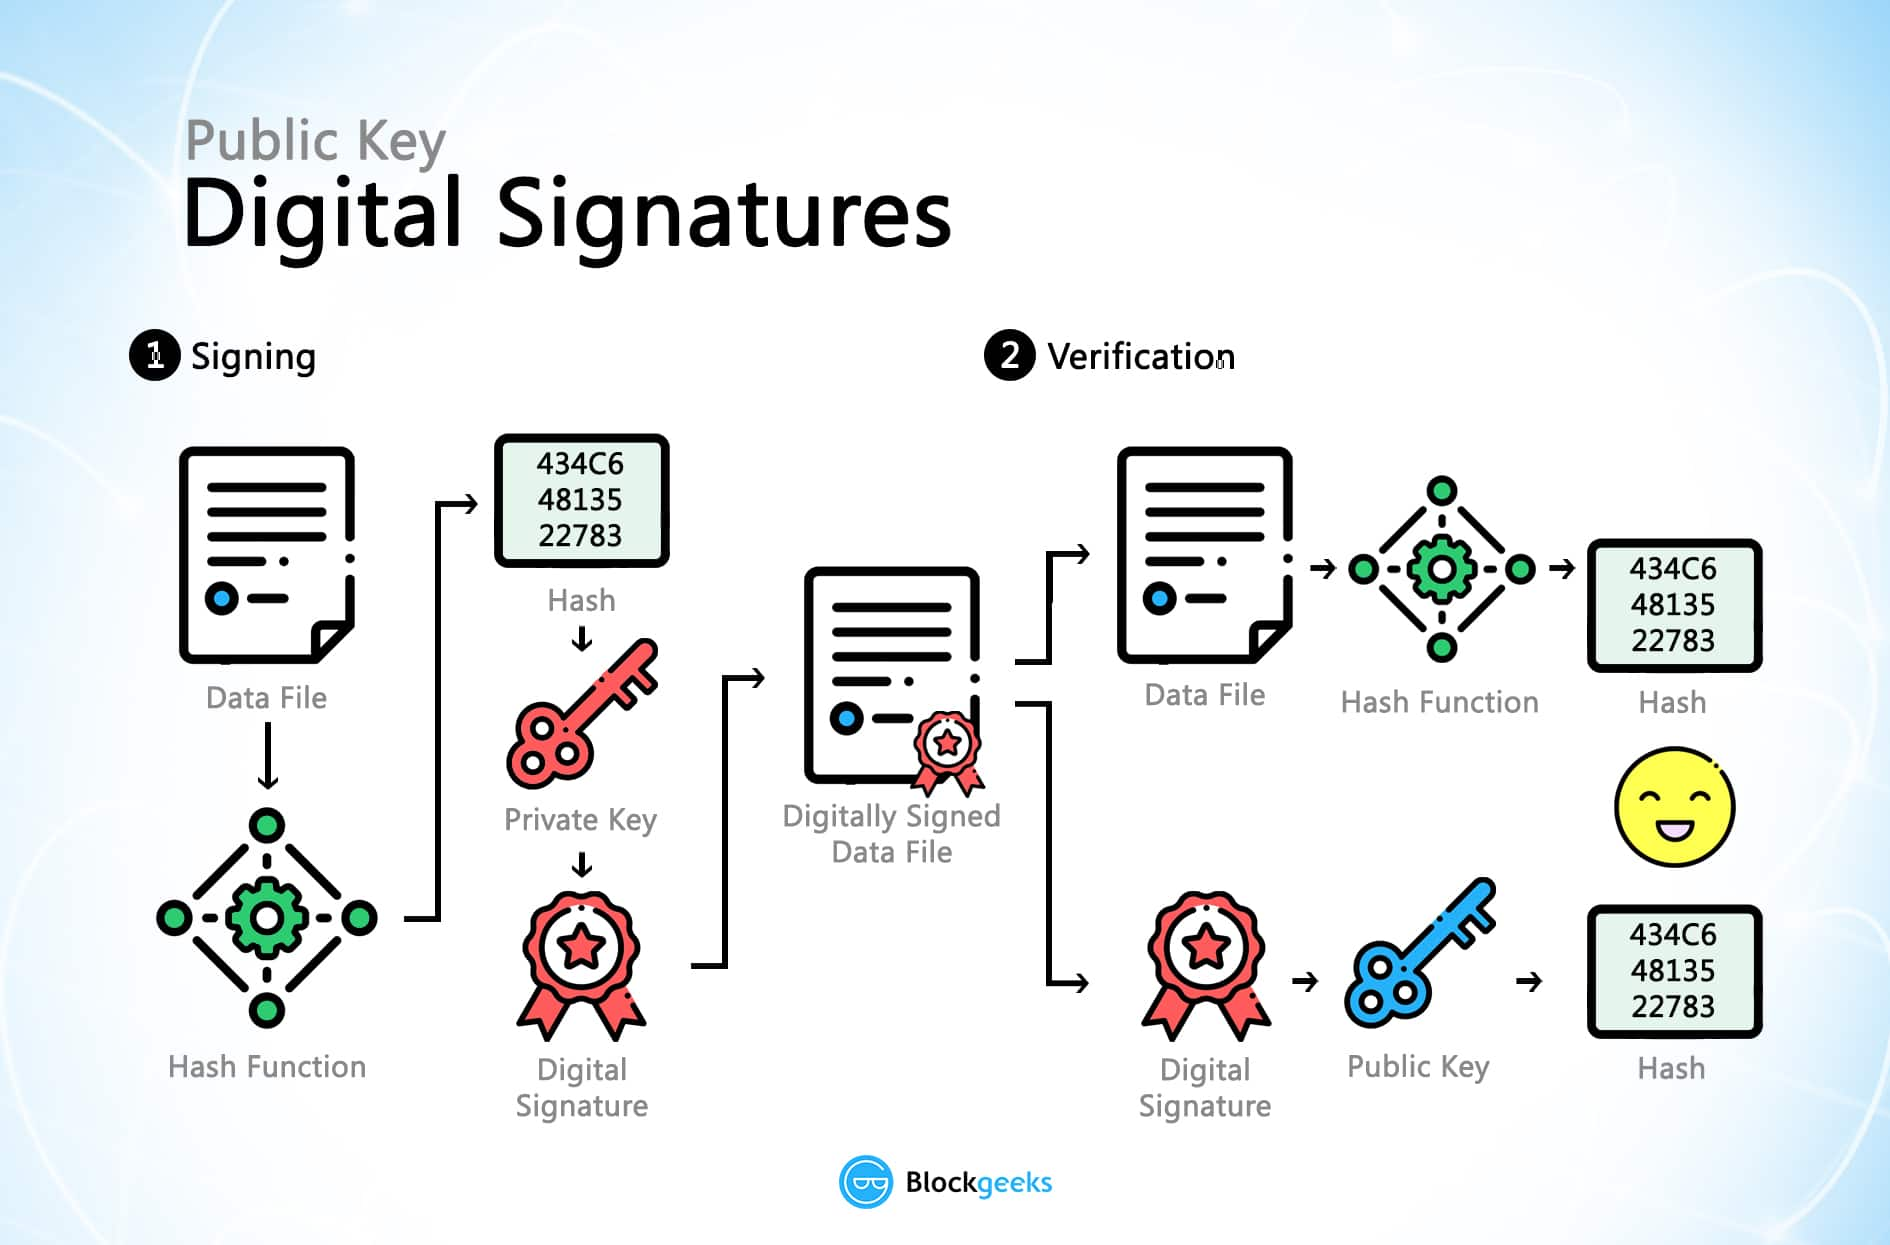 Public Key
Digital Signatures
1 Signing
Data File
Hash Function
434C6
48135
22783
Hash
Private Key
Digital
Signature
Digitally Signed
Data File
2 Verification
Data File
Hash Function
434C6
48135
22783
Hash
Digital
Signature
Public Key
434C6
48135
22783
Hash
Blockgeeks